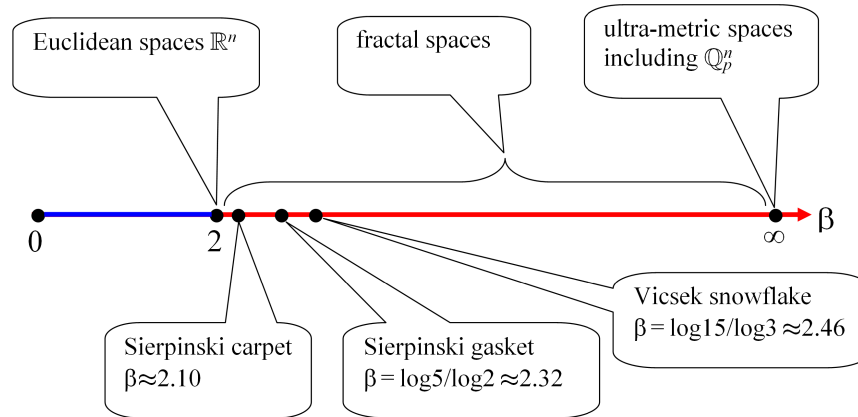 Euclidean spaces ℝⁿ
fractal spaces
ultra-metric spaces
including ℚₚⁿ
0
2
∞
β
Sierpinski carpet
β≈2.10
Sierpinski gasket
β = log5/log2 ≈2.32
Vicsek snowflake
β = log15/log3 ≈2.46